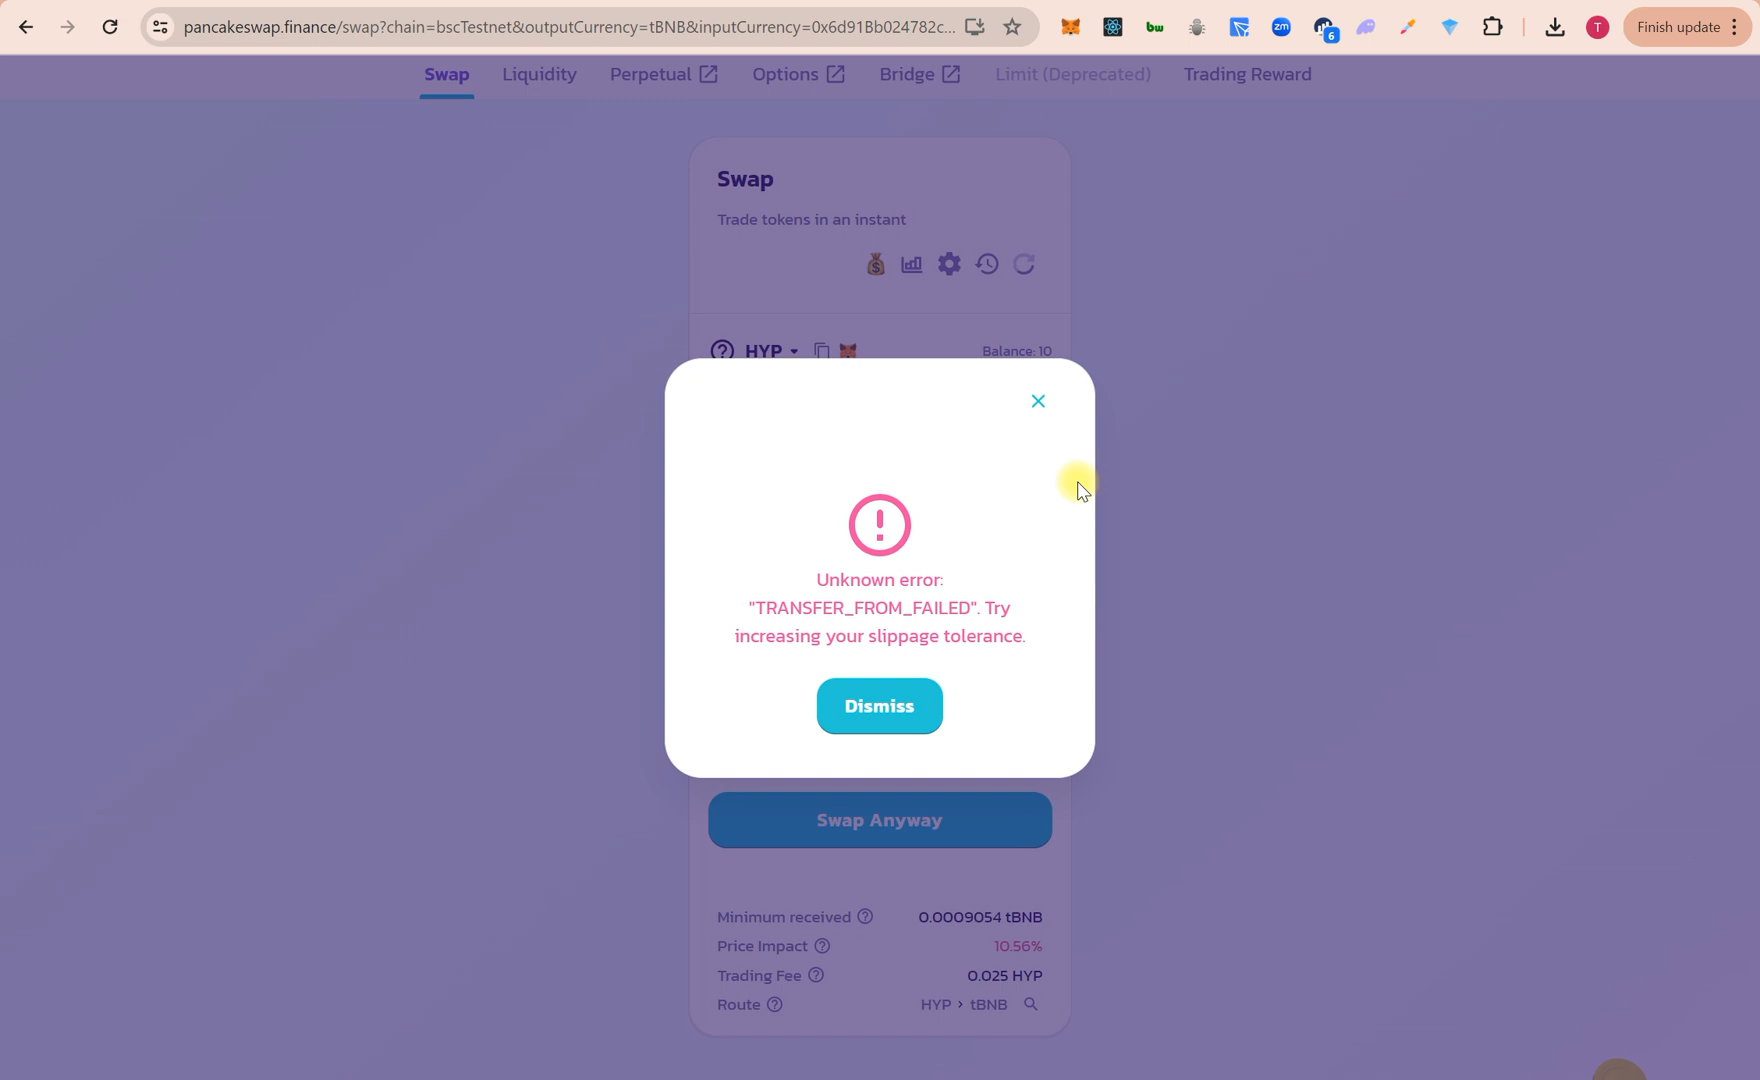 pancakeswap.finance/swap?chain=bscTestnet&outputCurrency=tBNB&inputCurrency=0x6d91Bb024782c...
bw
zm
6
T
Finish update
Swap
Liquidity
Perpetual
Options
Bridge
Limit (Deprecated)
Trading Reward
Swap
Trade tokens in an instant
HYP
Balance: 10
Unknown error:
"TRANSFER_FROM_FAILED". Try
increasing your slippage tolerance.
Dismiss
Swap Anyway
Minimum received
0.0009054 tBNB
Price Impact
10.56%
Trading Fee
0.025 HYP
Route
HYP > tBNB